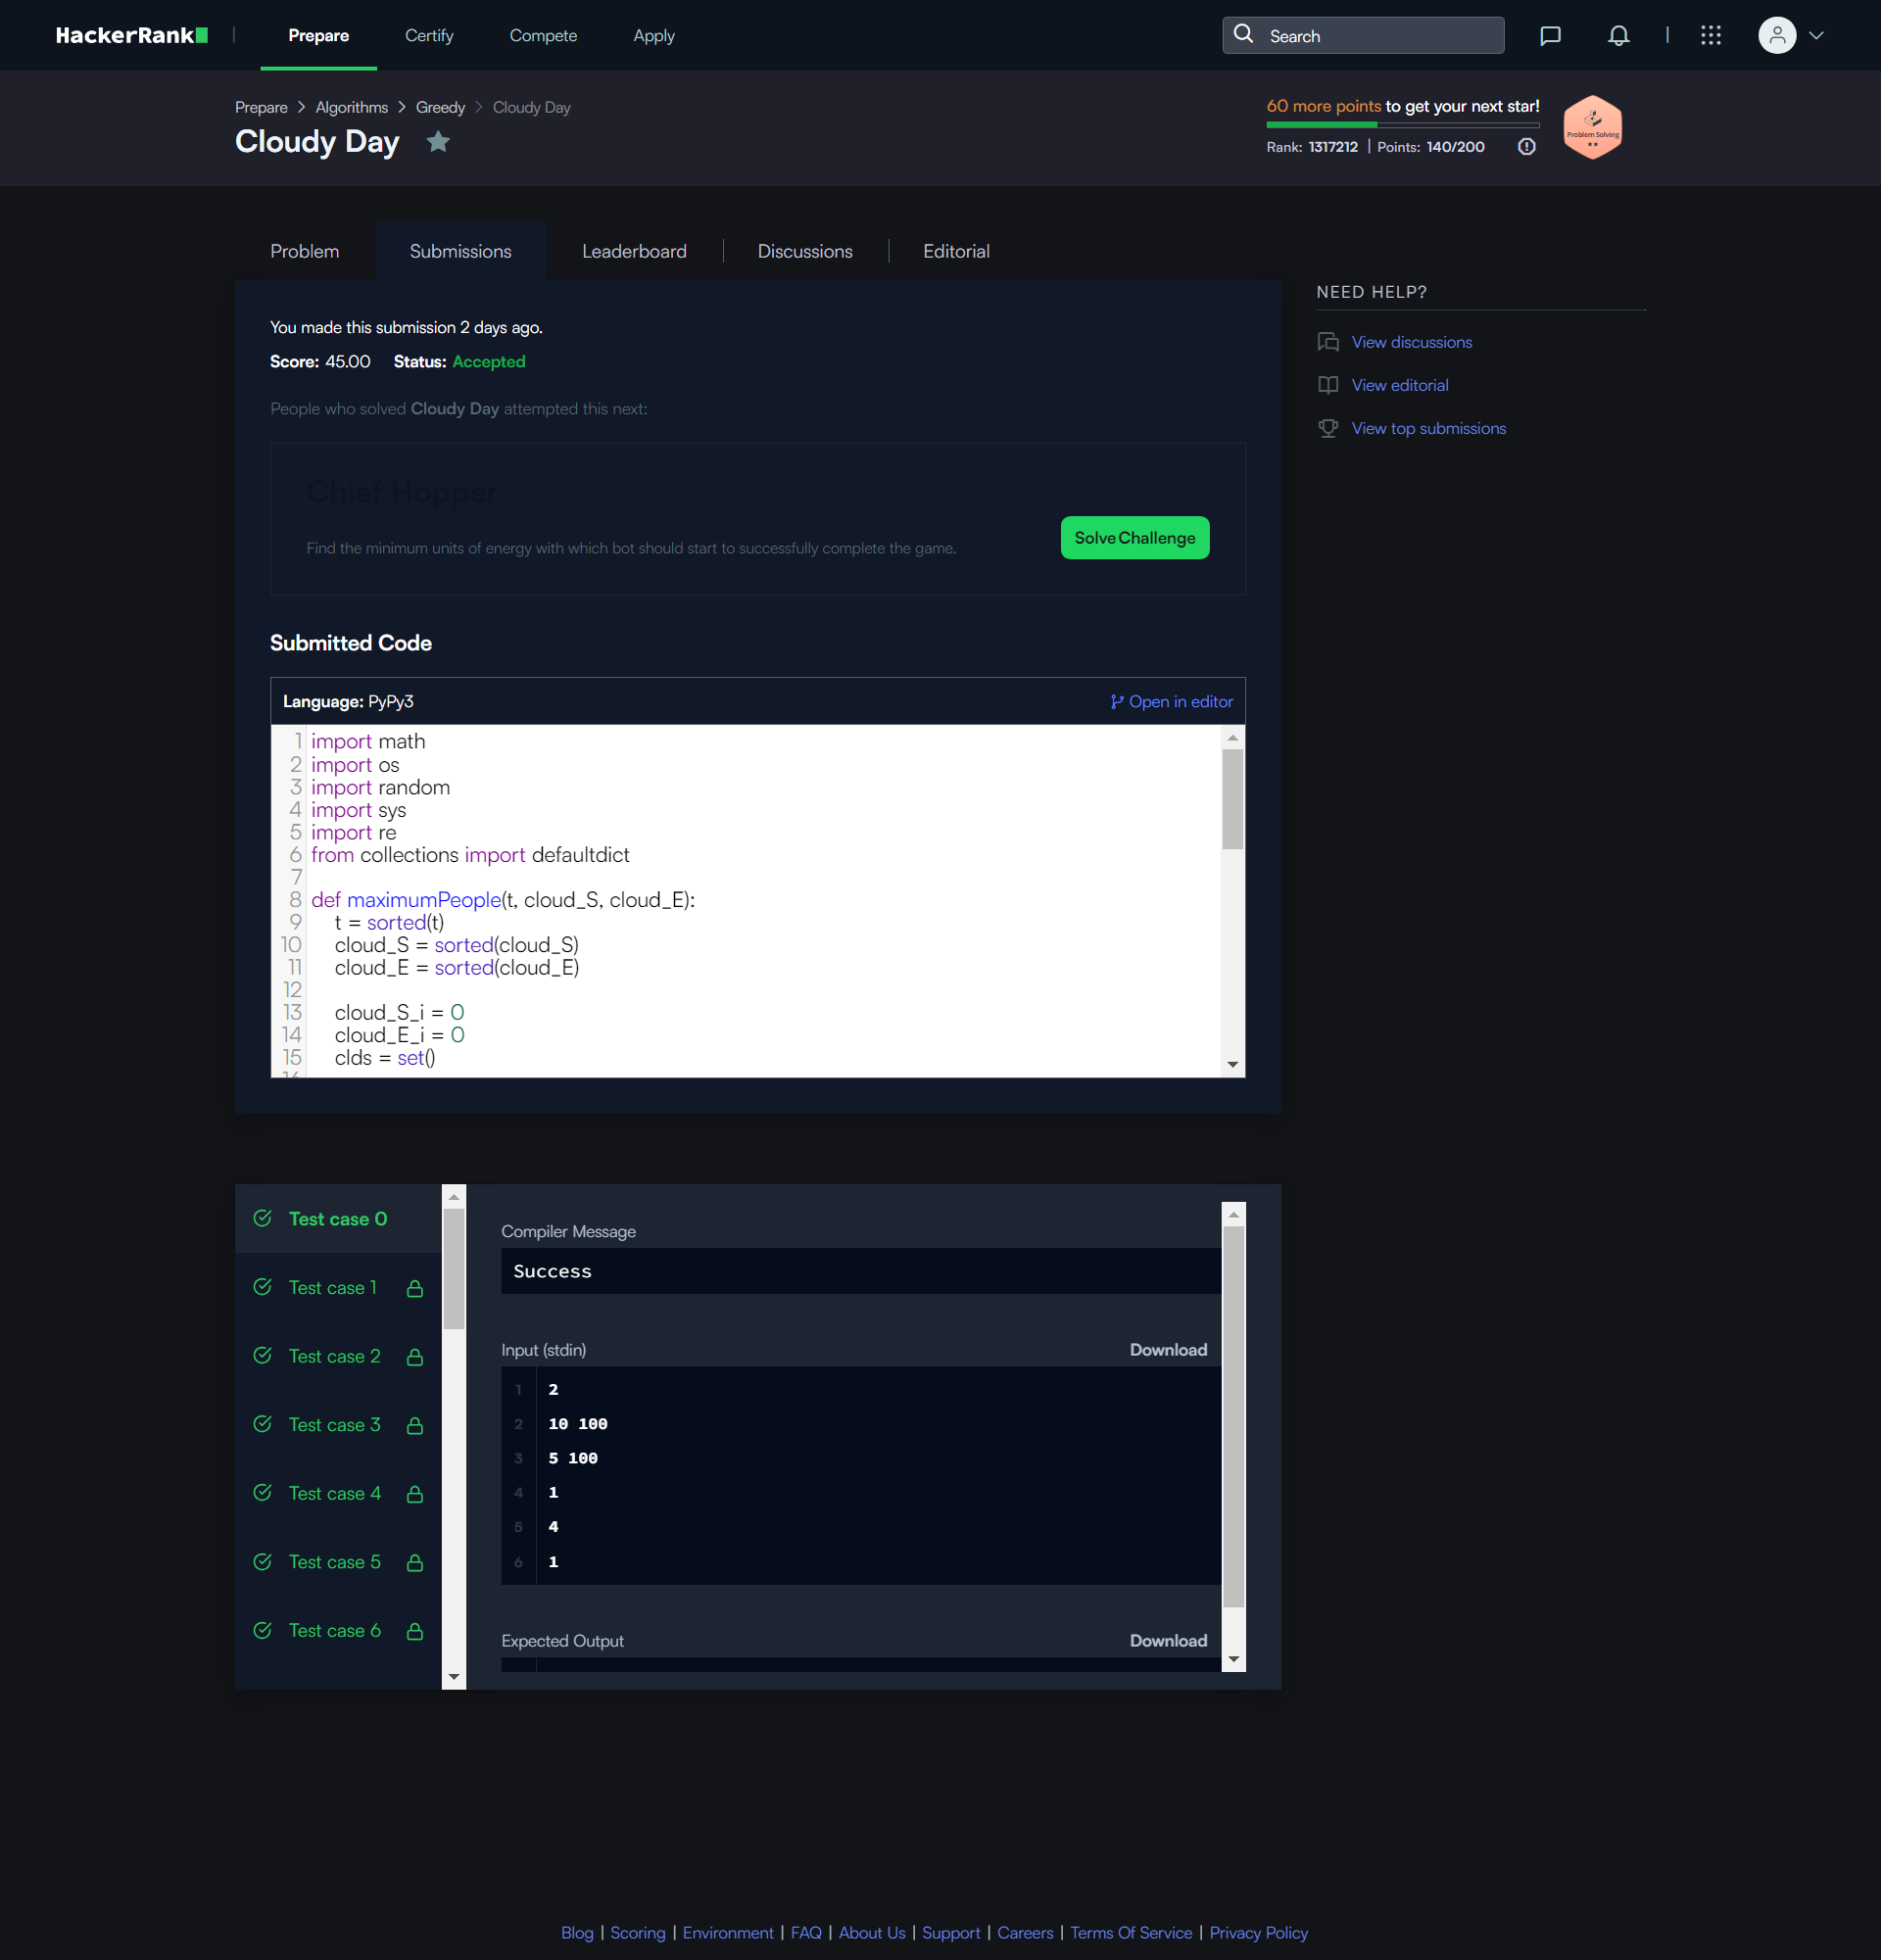 HackerRank
Prepare
Certify
Compete
Apply
Search
Prepare > Algorithms > Greedy > Cloudy Day
Cloudy Day
60 more points to get your next star!
Rank: 1317212 | Points: 140/200
Problem Solving
Problem
Submissions
Leaderboard
Discussions
Editorial
You made this submission 2 days ago.
Score: 45.00 Status: Accepted
People who solved Cloudy Day attempted this next:
Chief Hopper
Find the minimum units of energy with which bot should start to successfully complete the game.
Solve Challenge
NEED HELP?
View discussions
View editorial
View top submissions
Submitted Code
Language: PyPy3
Open in editor
1 import math
2 import os
3 import random
4 import sys
5 import re
6 from collections import defaultdict
7
8 def maximumPeople(t, cloud_S, cloud_E):
9 t = sorted(t)
10 cloud_S = sorted(cloud_S)
11 cloud_E = sorted(cloud_E)
12
13 cloud_S_i = 0
14 cloud_E_i = 0
15 clds = set()
Test case 0
Test case 1
Test case 2
Test case 3
Test case 4
Test case 5
Test case 6
Compiler Message
Success
Input (stdin)
Download
1 2
2 10 100
3 5 100
4 1
5 4
6 1
Expected Output
Download
Blog | Scoring | Environment | FAQ | About Us | Support | Careers | Terms Of Service | Privacy Policy